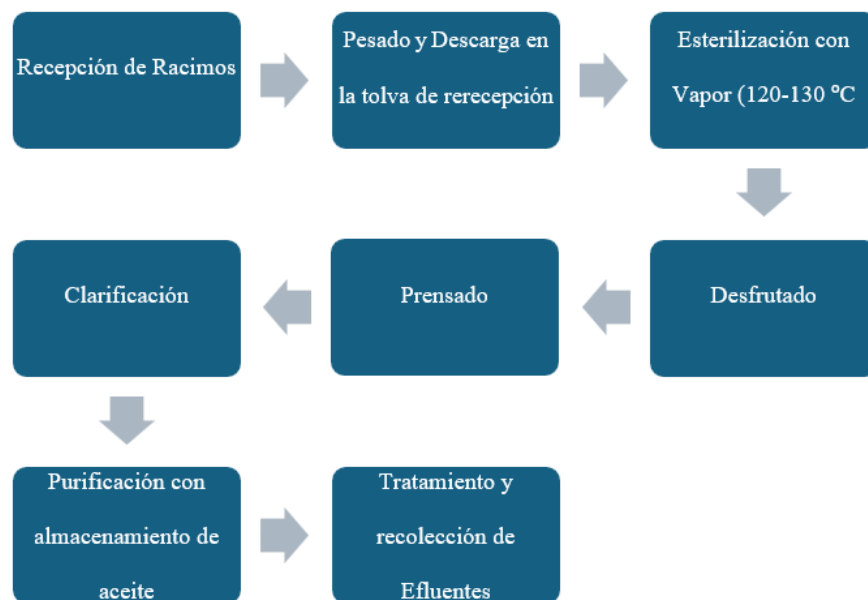 Recepción de Racimos
Pesado y Descarga en
la tolva de rerecepción
Esterilización con
Vapor (120-130 °C
Desfrutado
Prensado
Clarificación
Purificación con
almacenamiento de
aceite
Tratamiento y
recolección de
Efluentes